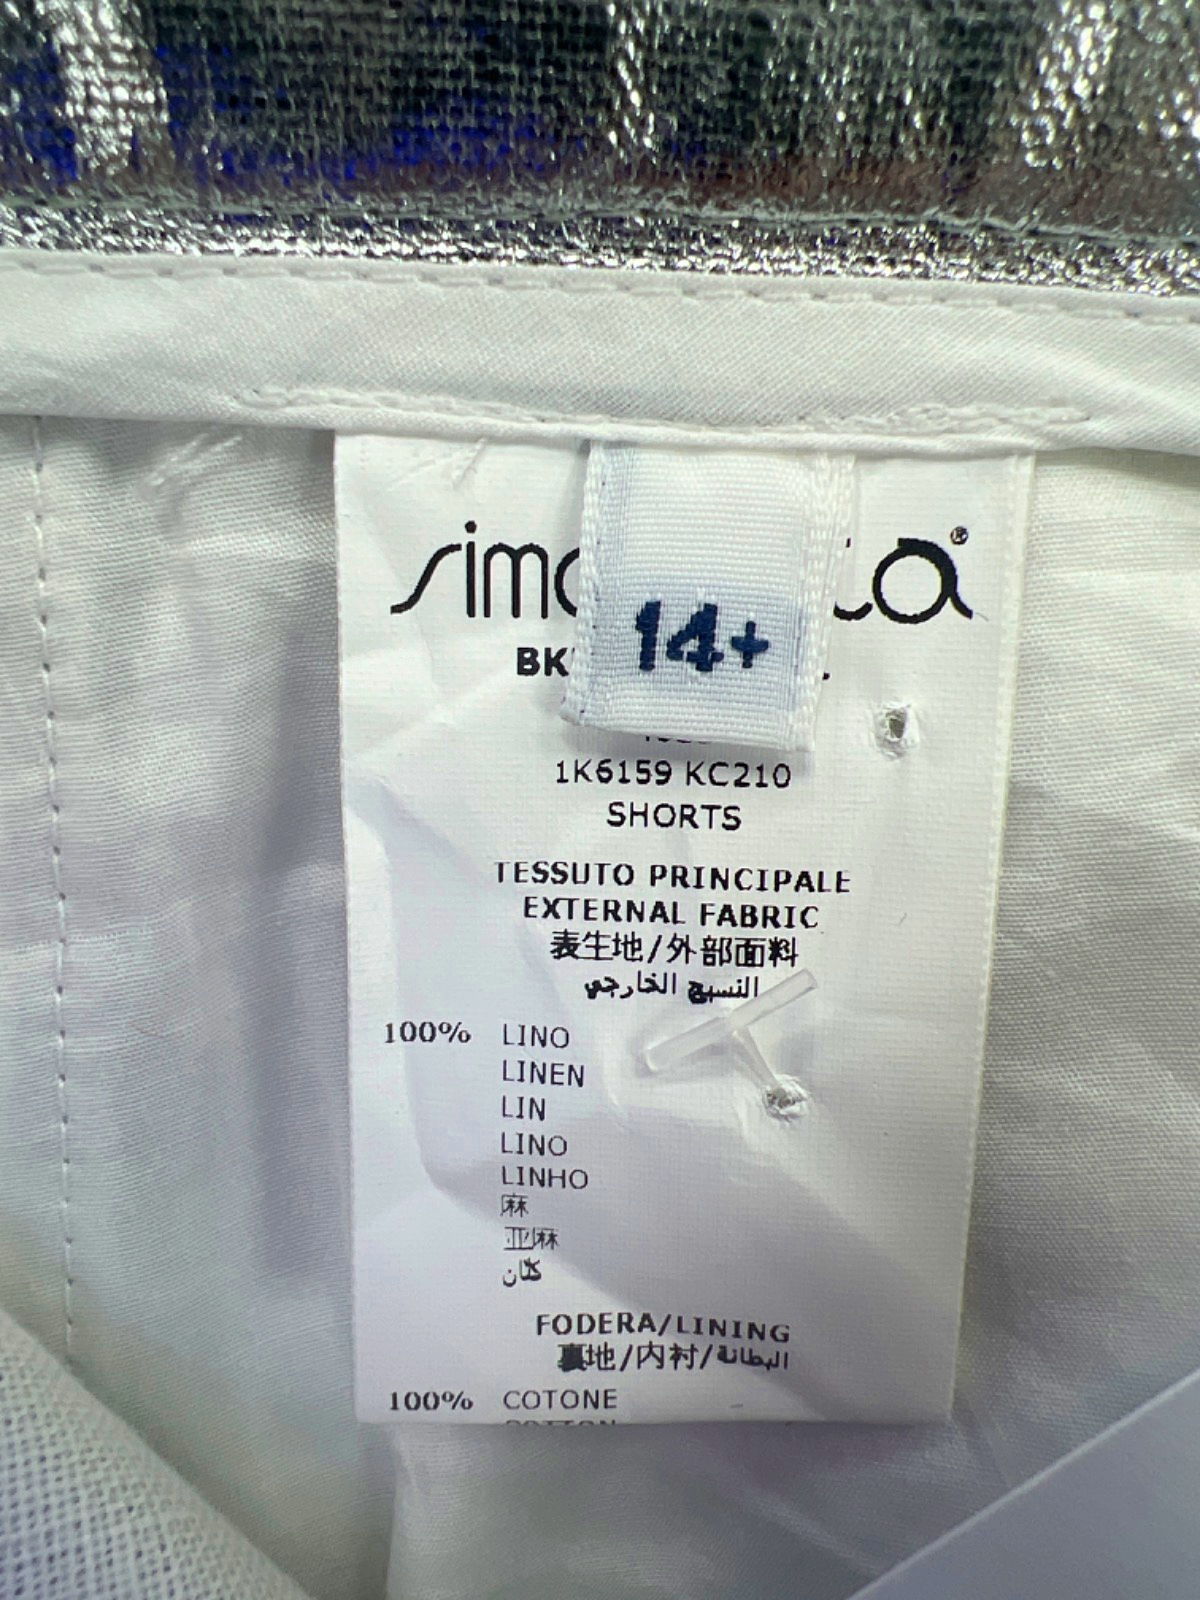 14+
1K6159 KC210
SHORTS
TESSUTO PRINCIPALE
EXTERNAL FABRIC
表生地/外部面料
النسيج الخارجي
100% LINO
LINEN
LIN
LINO
LINHO
麻
亚麻
كتان
FODERA/LINING
裏地/内衬/البطانة
100% COTONE
COTTON